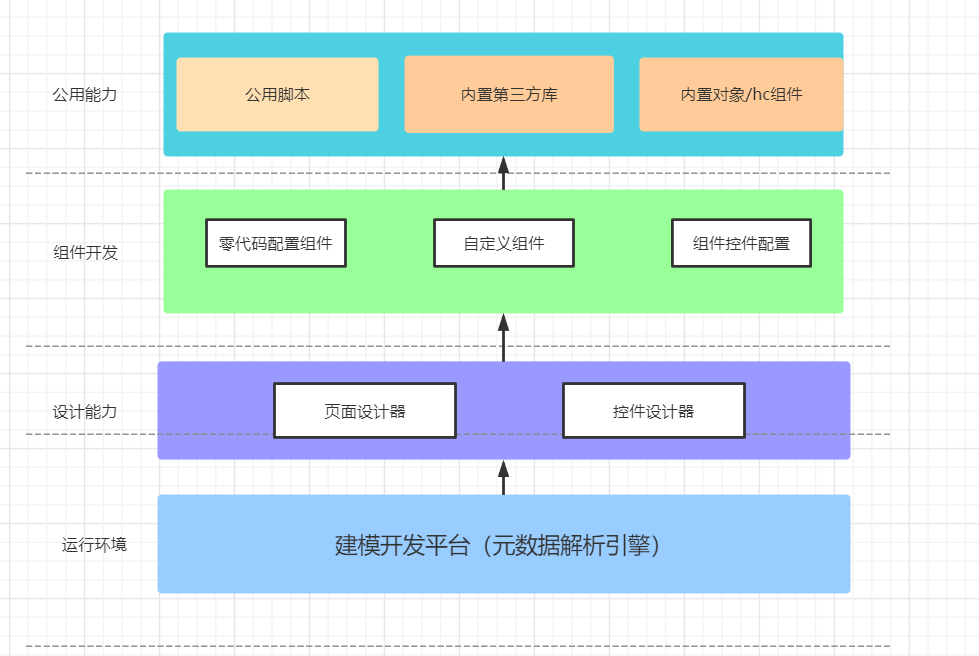 公用能力
公用脚本
内置第三方库
内置对象/hc组件
组件开发
零代码配置组件
自定义组件
组件控件配置
设计能力
页面设计器
控件设计器
运行环境
建模开发平台（元数据解析引擎）